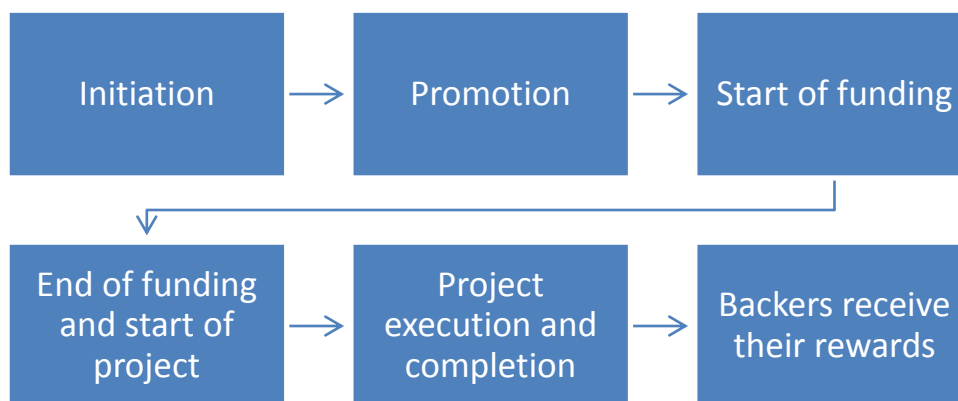 Initiation
Promotion
Start of funding
End of funding
and start of
project
Project
execution and
completion
Backers receive
their rewards